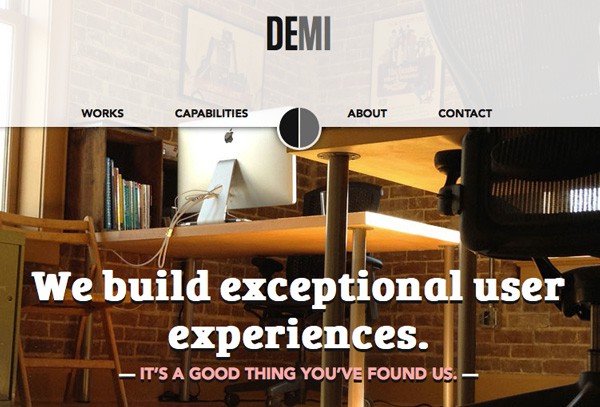 DEMI
WORKS CAPABILITIES ABOUT CONTACT
We build exceptional user
experiences.
— IT'S A GOOD THING YOU'VE FOUND US. —